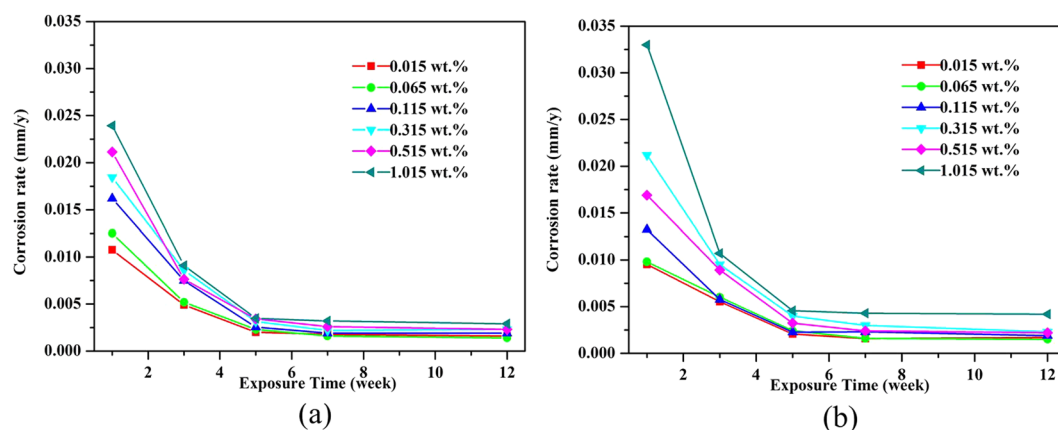 0.035
0.030
0.025
0.020
0.015
0.010
0.005
0.000
Corrosion rate (mm/y)
0.015 wt.%
0.065 wt.%
0.115 wt.%
0.315 wt.%
0.515 wt.%
1.015 wt.%
2 4 6 8 10 12
Exposure Time (week)
(a)
0.035
0.030
0.025
0.020
0.015
0.010
0.005
0.000
Corrosion rate (mm/y)
0.015 wt.%
0.065 wt.%
0.115 wt.%
0.315 wt.%
0.515 wt.%
1.015 wt.%
2 4 6 8 10 12
Exposure Time (week)
(b)